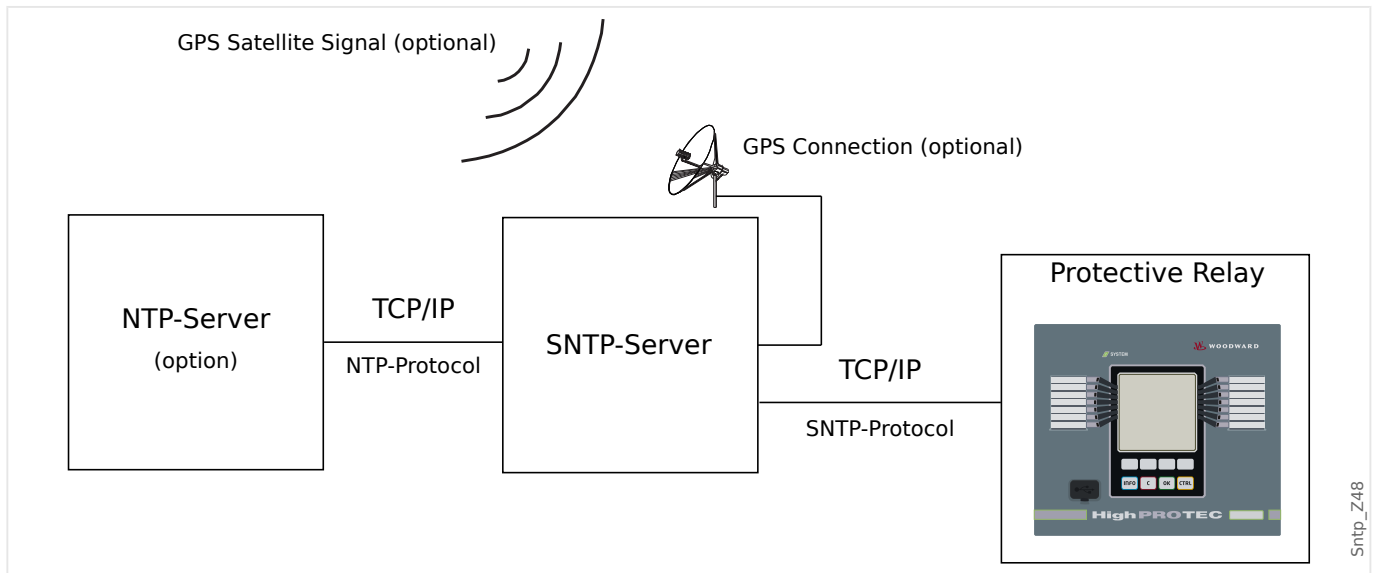 GPS Satellite Signal (optional)
GPS Connection (optional)
NTP-Server
(option)
TCP/IP
NTP-Protocol
SNTP-Server
TCP/IP
SNTP-Protocol
Protective Relay
WOODWARD
SYSTEM
INFO C OK CTRL
HighPROTEC
Sntp_Z48